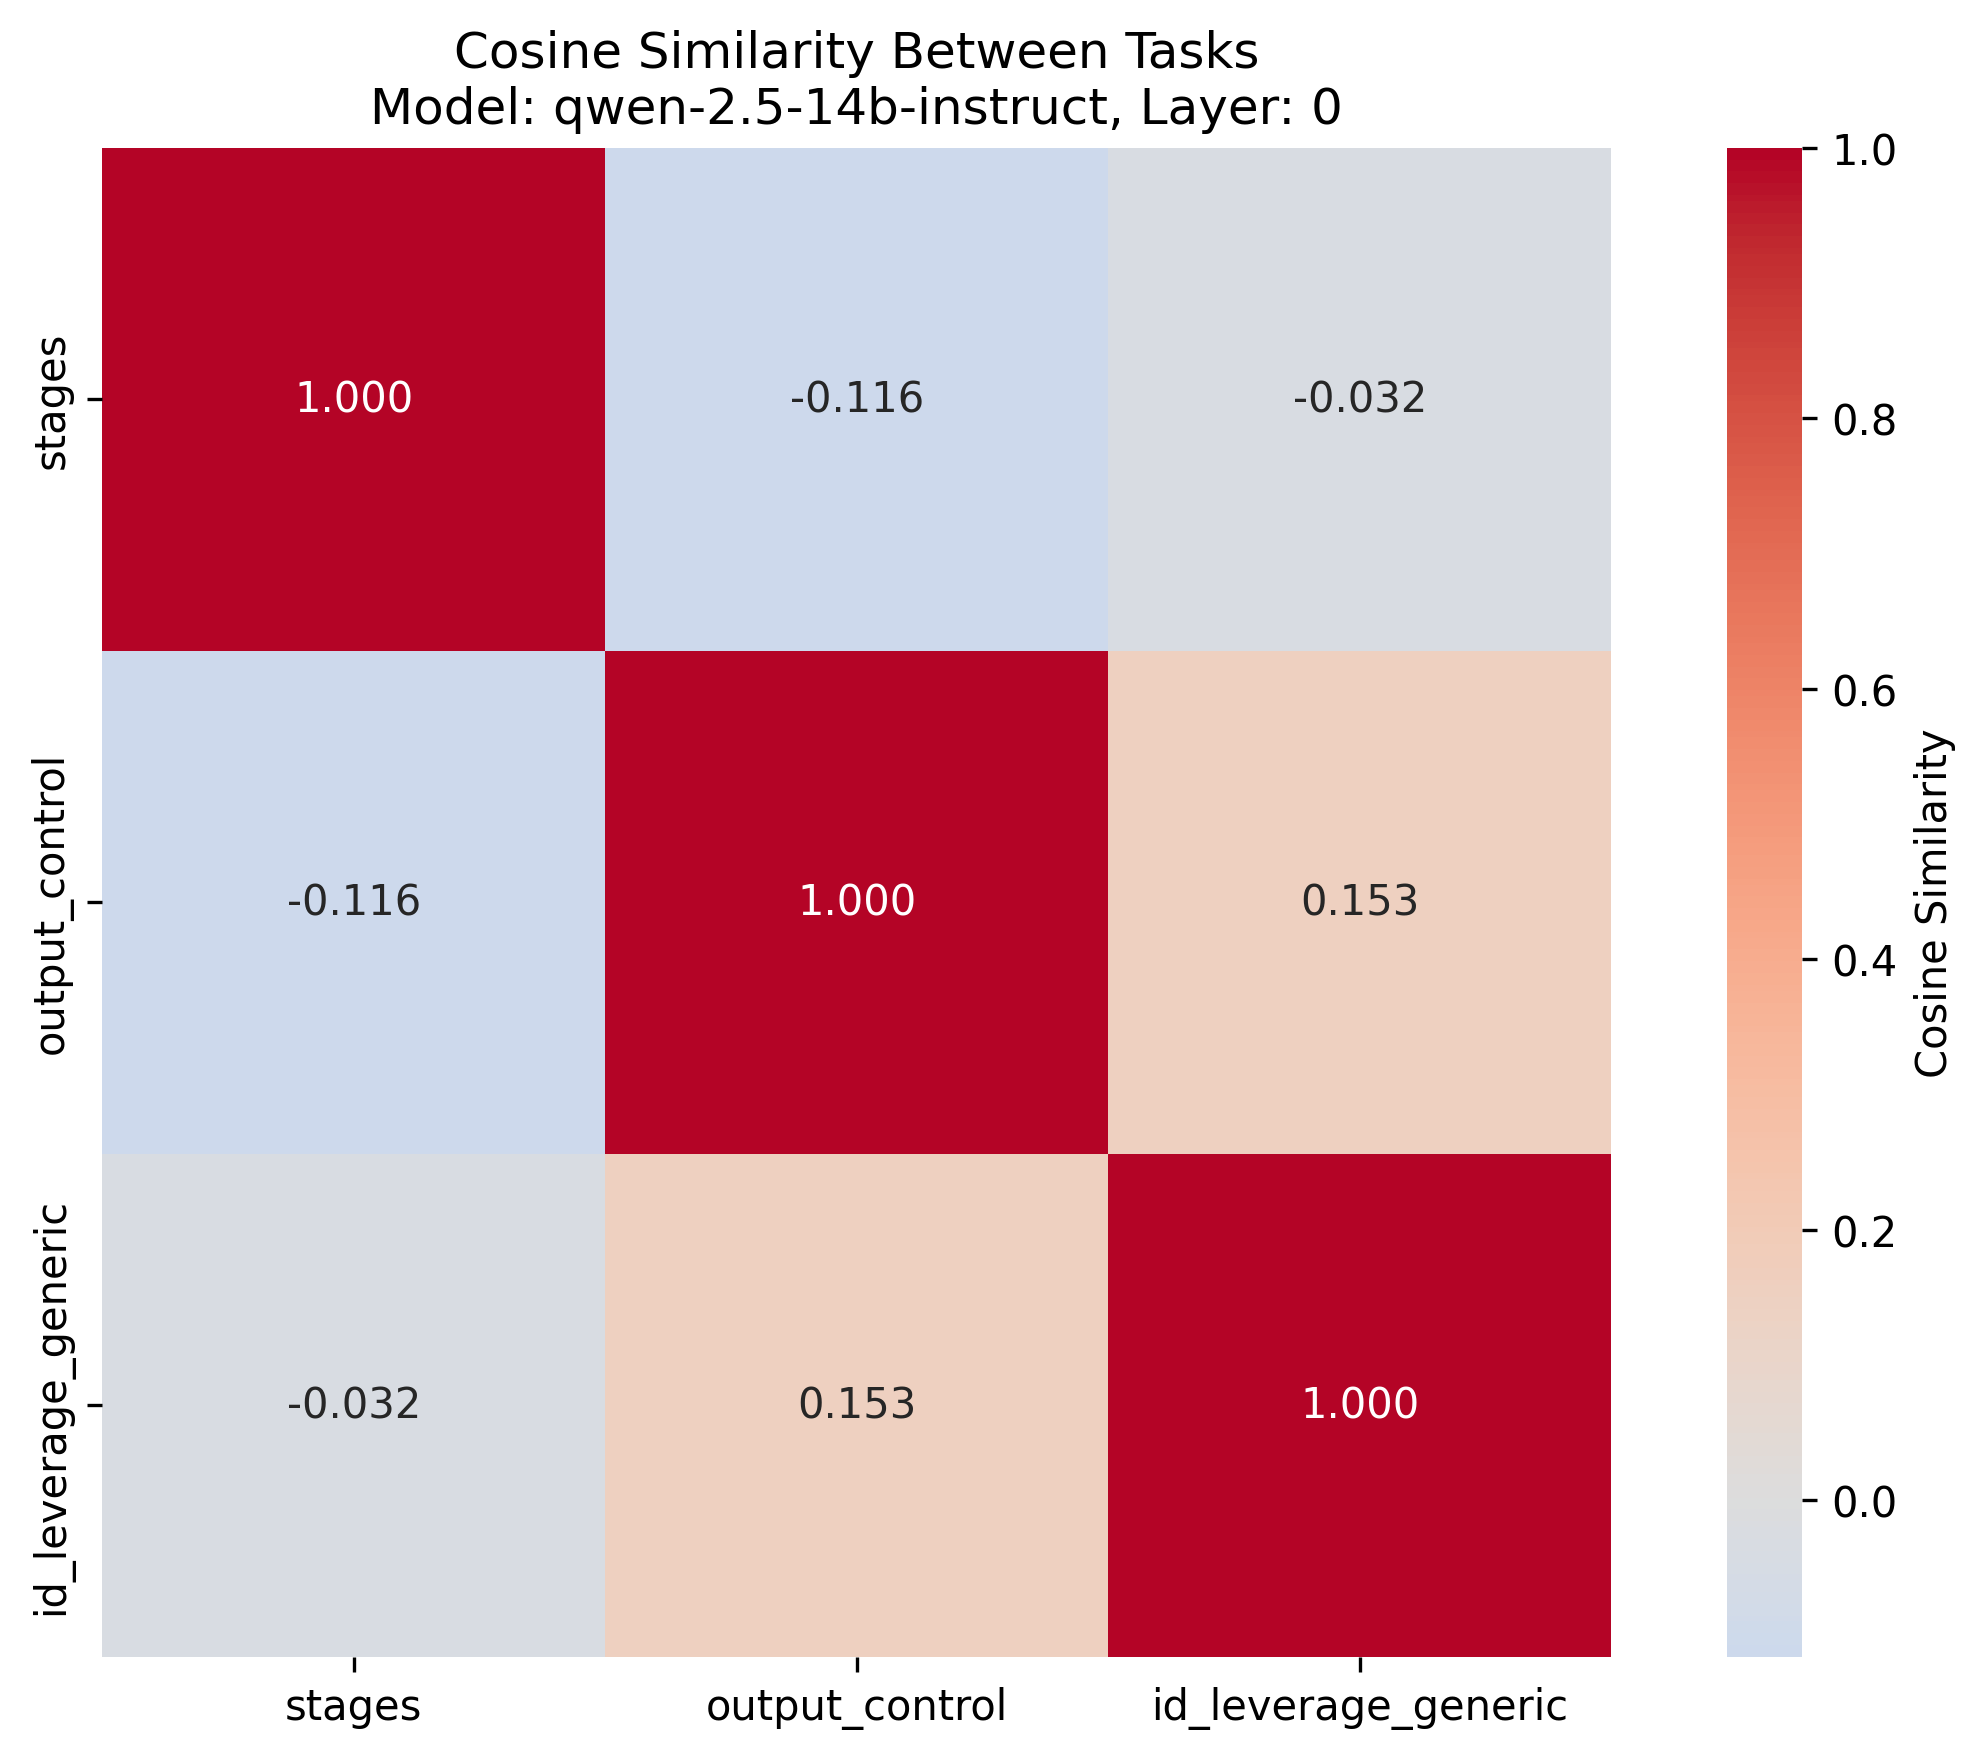 Cosine Similarity Between Tasks
Model: qwen-2.5-14b-instruct, Layer: 0
stages
1.000
-0.116
-0.032
output_control
-0.116
1.000
0.153
id_leverage_generic
-0.032
0.153
1.000
stages
output_control
id_leverage_generic
1.0
0.8
0.6
0.4
0.2
0.0
Cosine Similarity